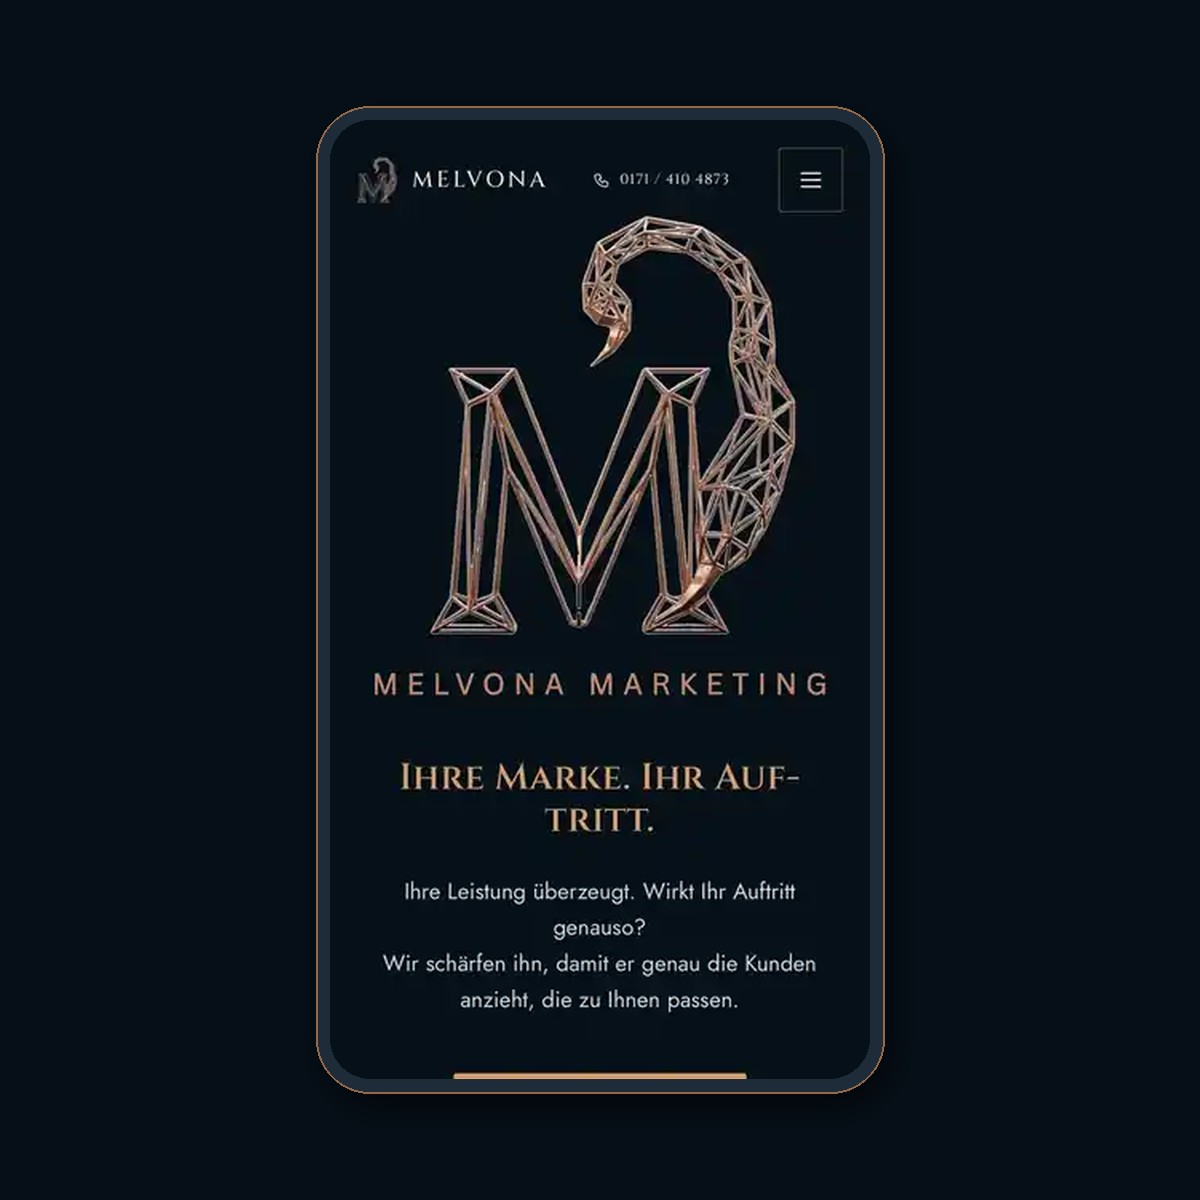 MELVONA
0171 / 410 4873
MELVONA MARKETING
IHRE MARKE. IHR AUF-
TRITT.
Ihre Leistung überzeugt. Wirkt Ihr Auftritt
genauso?
Wir schärfen ihn, damit er genau die Kunden
anzieht, die zu Ihnen passen.